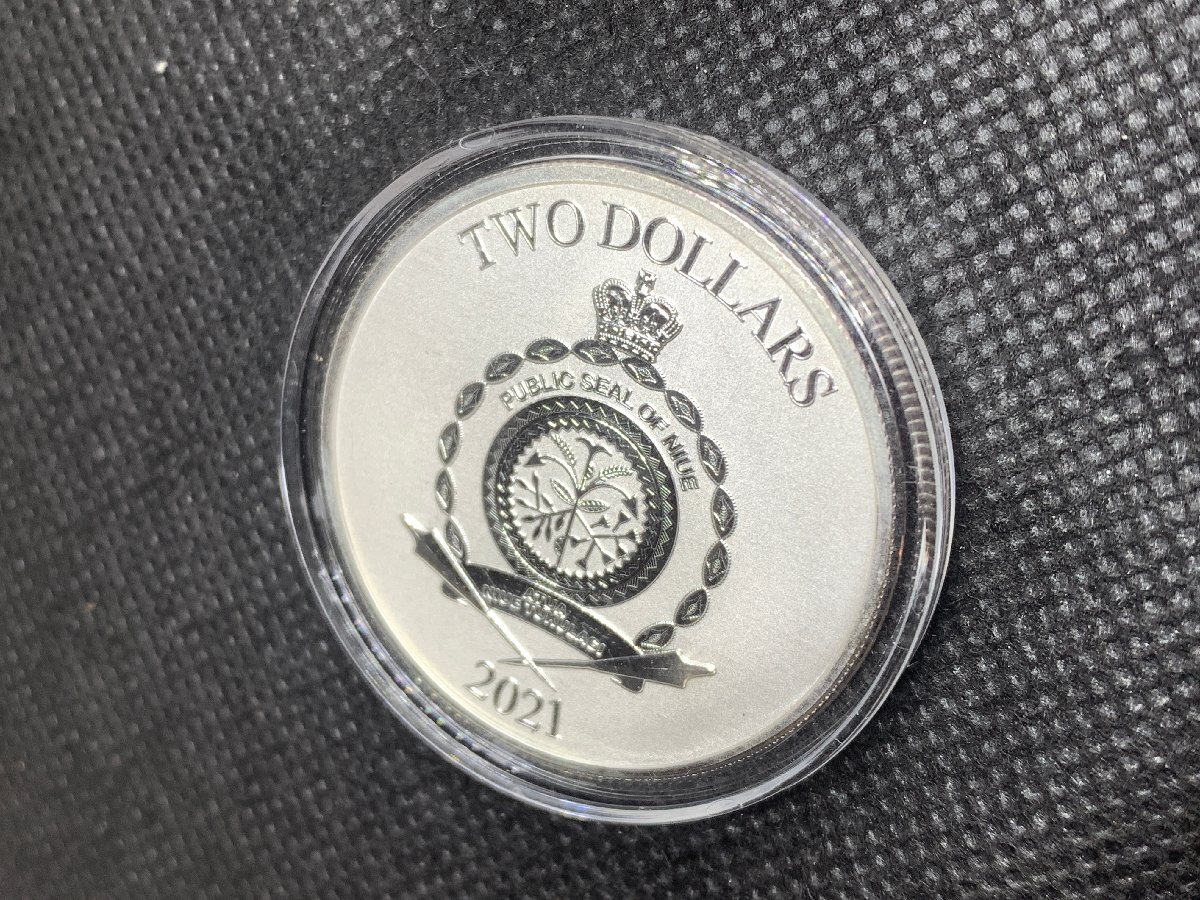 TWO DOLLARS
PUBLIC SEAL OF NIUE
2021